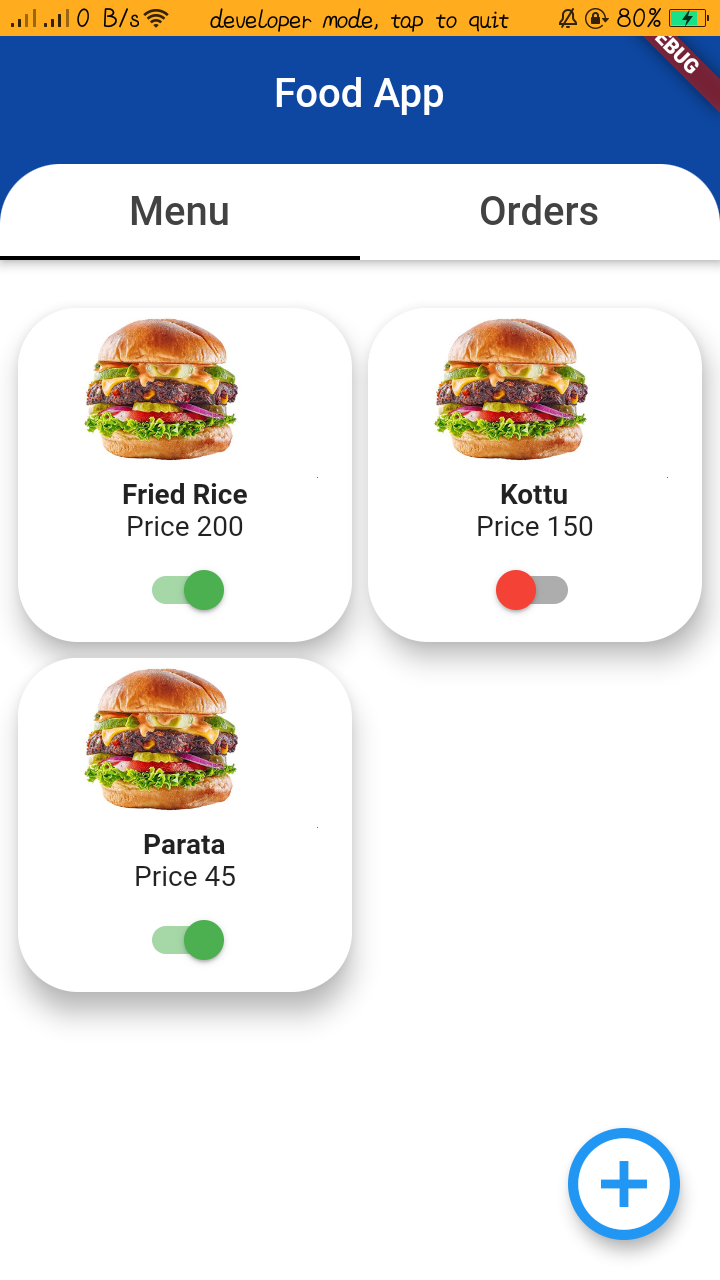 0 B/s developer mode, tap to quit 80%
EBUG
Food App
Menu Orders
Fried Rice
Price 200
Kottu
Price 150
Parata
Price 45